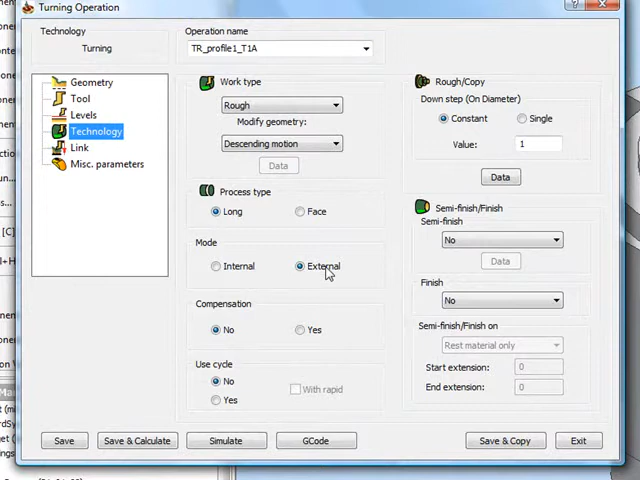 Turning Operation
Technology
Turning
Operation name
TR_profile1_T1A
Geometry
Tool
Levels
Technology
Link
Misc. parameters
Work type
Rough
Modify geometry:
Descending motion
Data
Process type
Long
Face
Mode
Internal
External
Compensation
No
Yes
Use cycle
No
With rapid
Yes
Rough/Copy
Down step (On Diameter)
Constant
Single
Value:
1
Data
Semi-finish/Finish
Semi-finish
No
Data
Finish
No
Semi-finish/Finish on
Rest material only
Start extension:
0
End extension:
0
Save
Save & Calculate
Simulate
GCode
Save & Copy
Exit